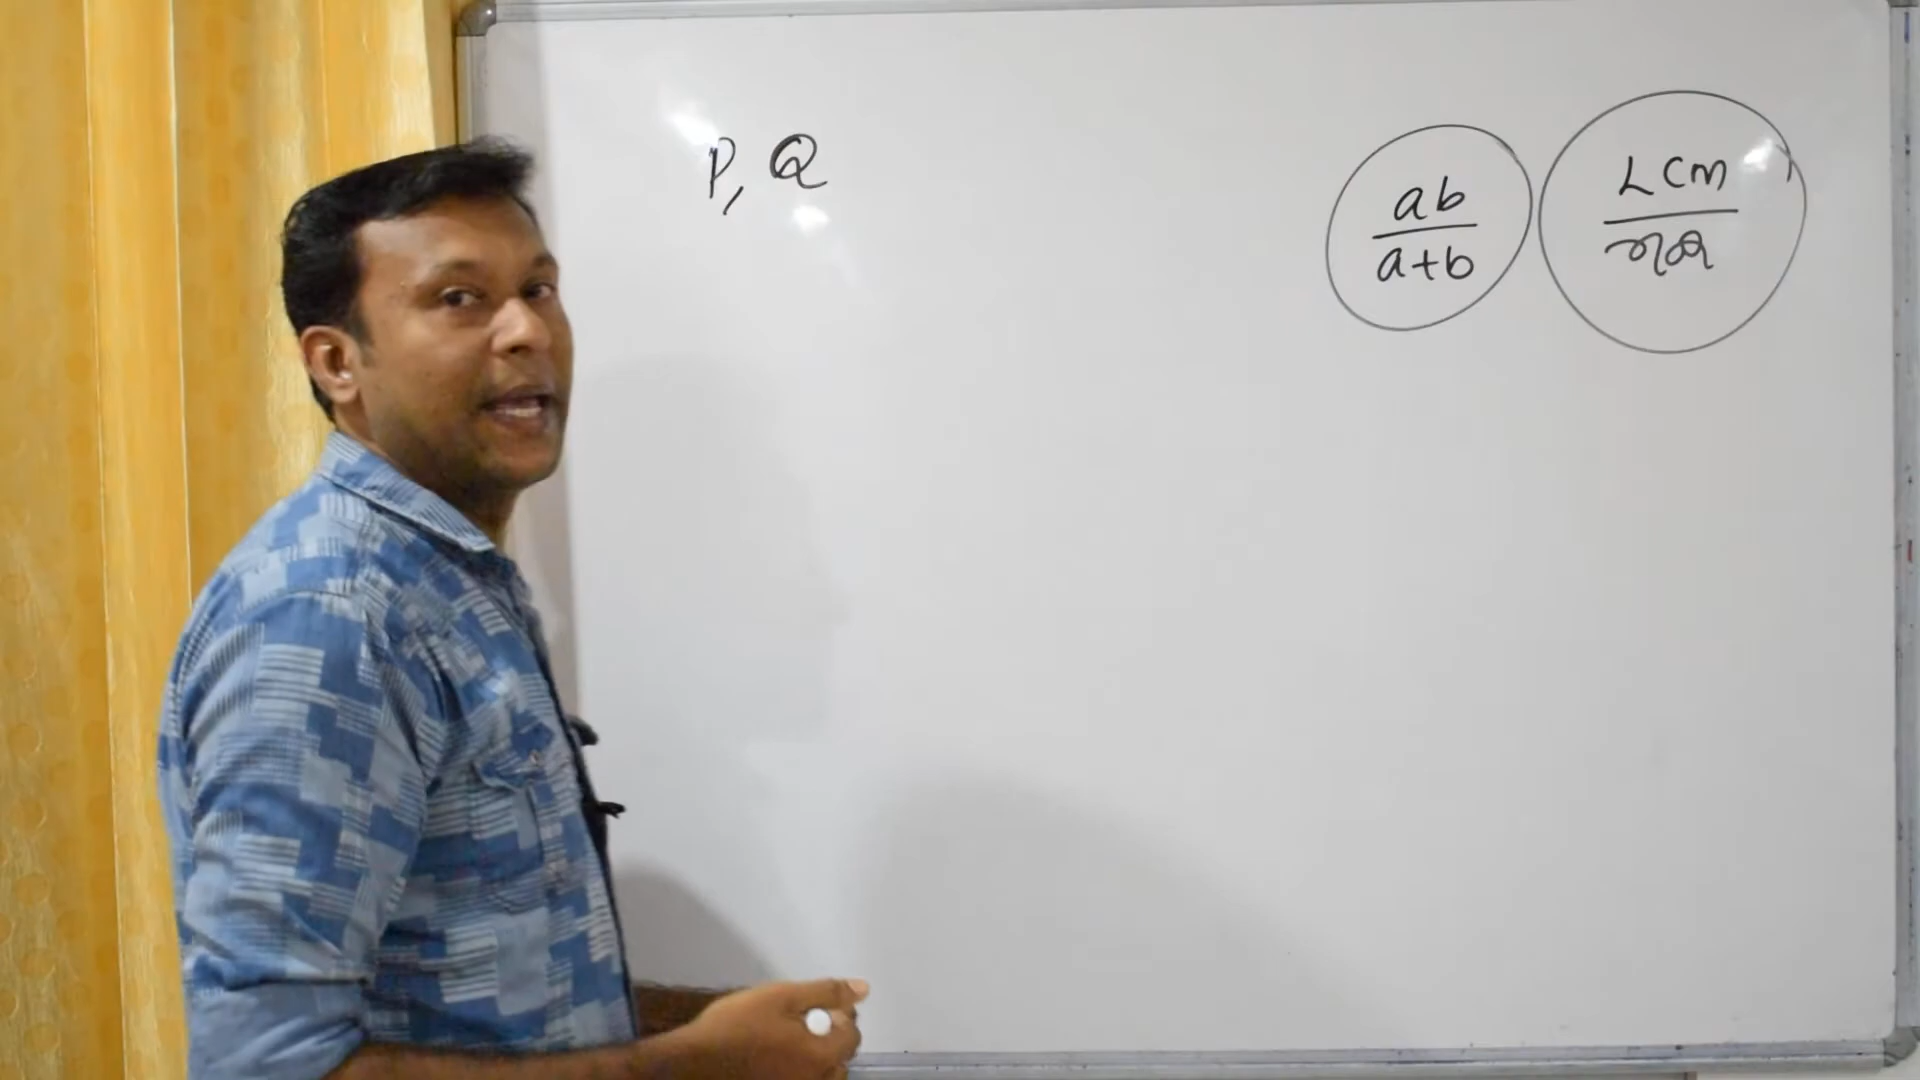 P, Q
ab
a+b
LCM